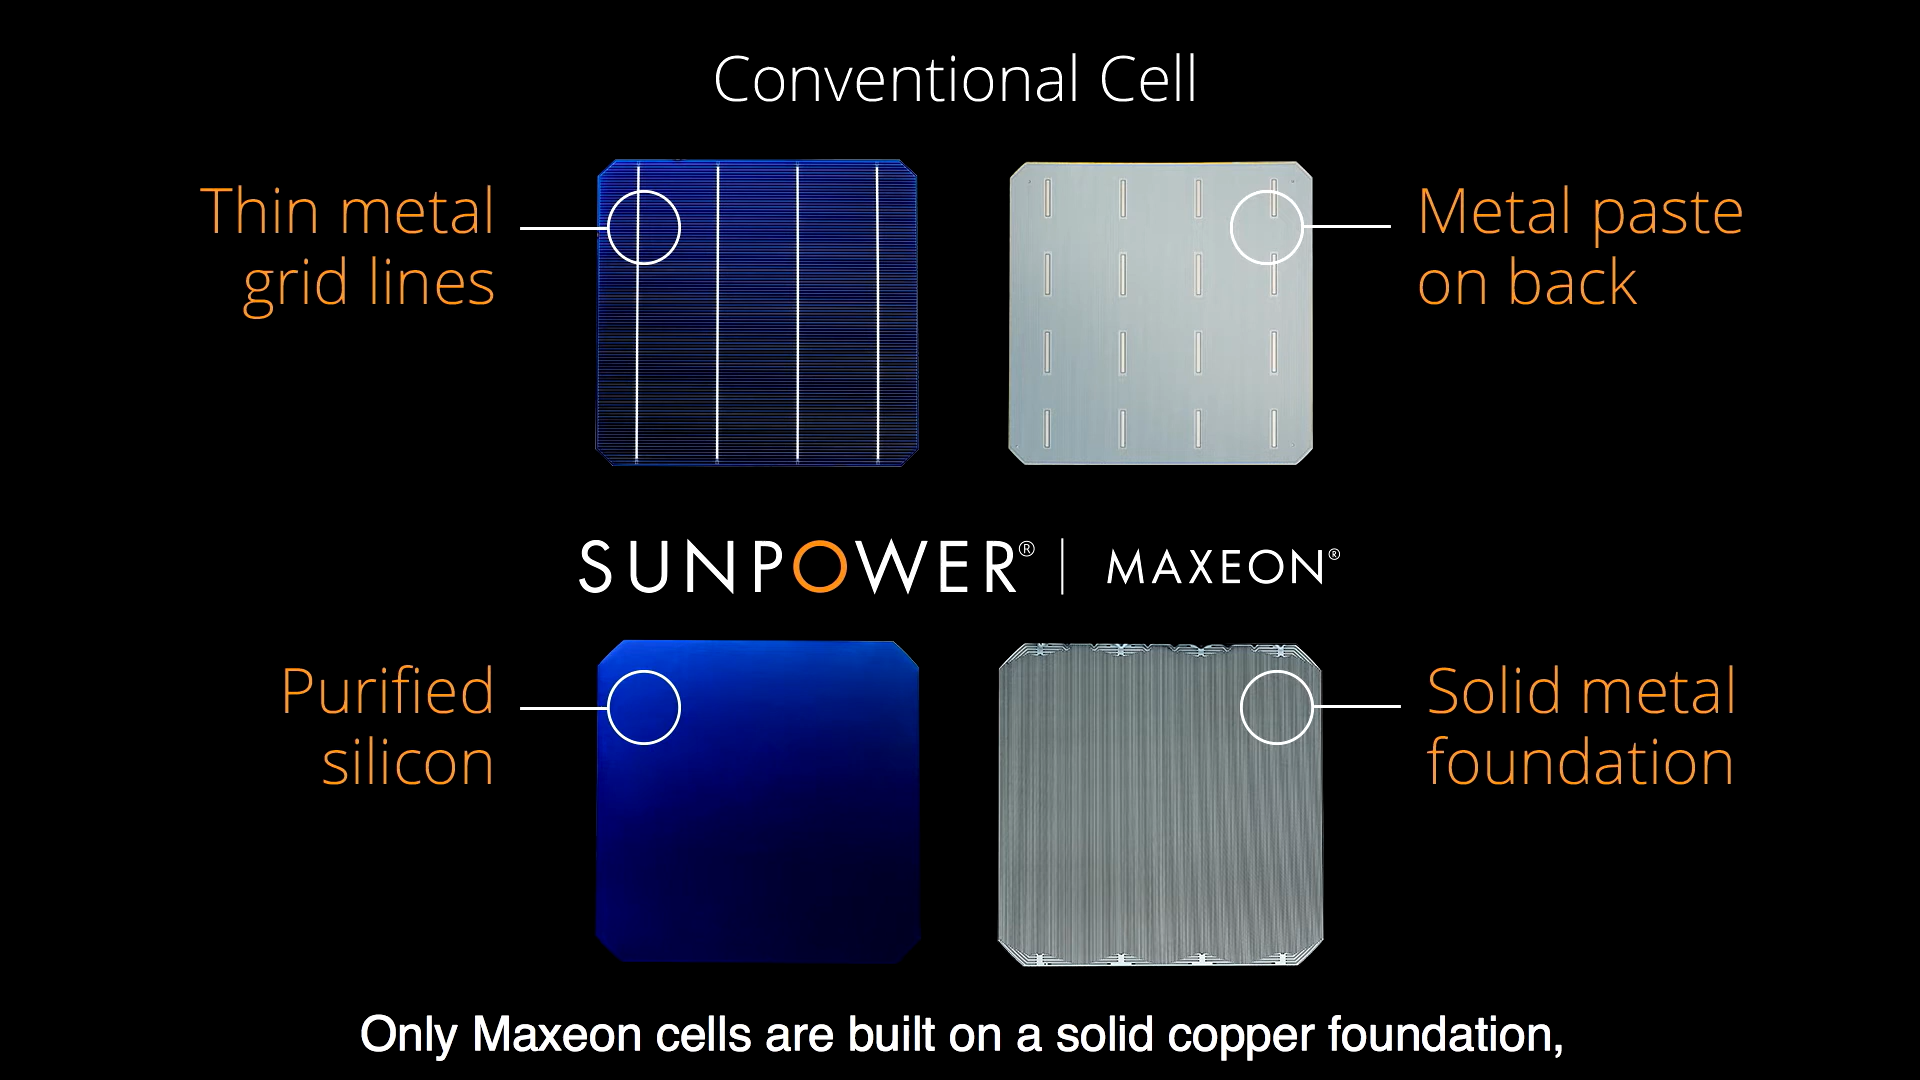 Conventional Cell
Thin metal
grid lines
Metal paste
on back
SUNPOWER® | MAXEON®
Purified
silicon
Solid metal
foundation
Only Maxeon cells are built on a solid copper foundation,